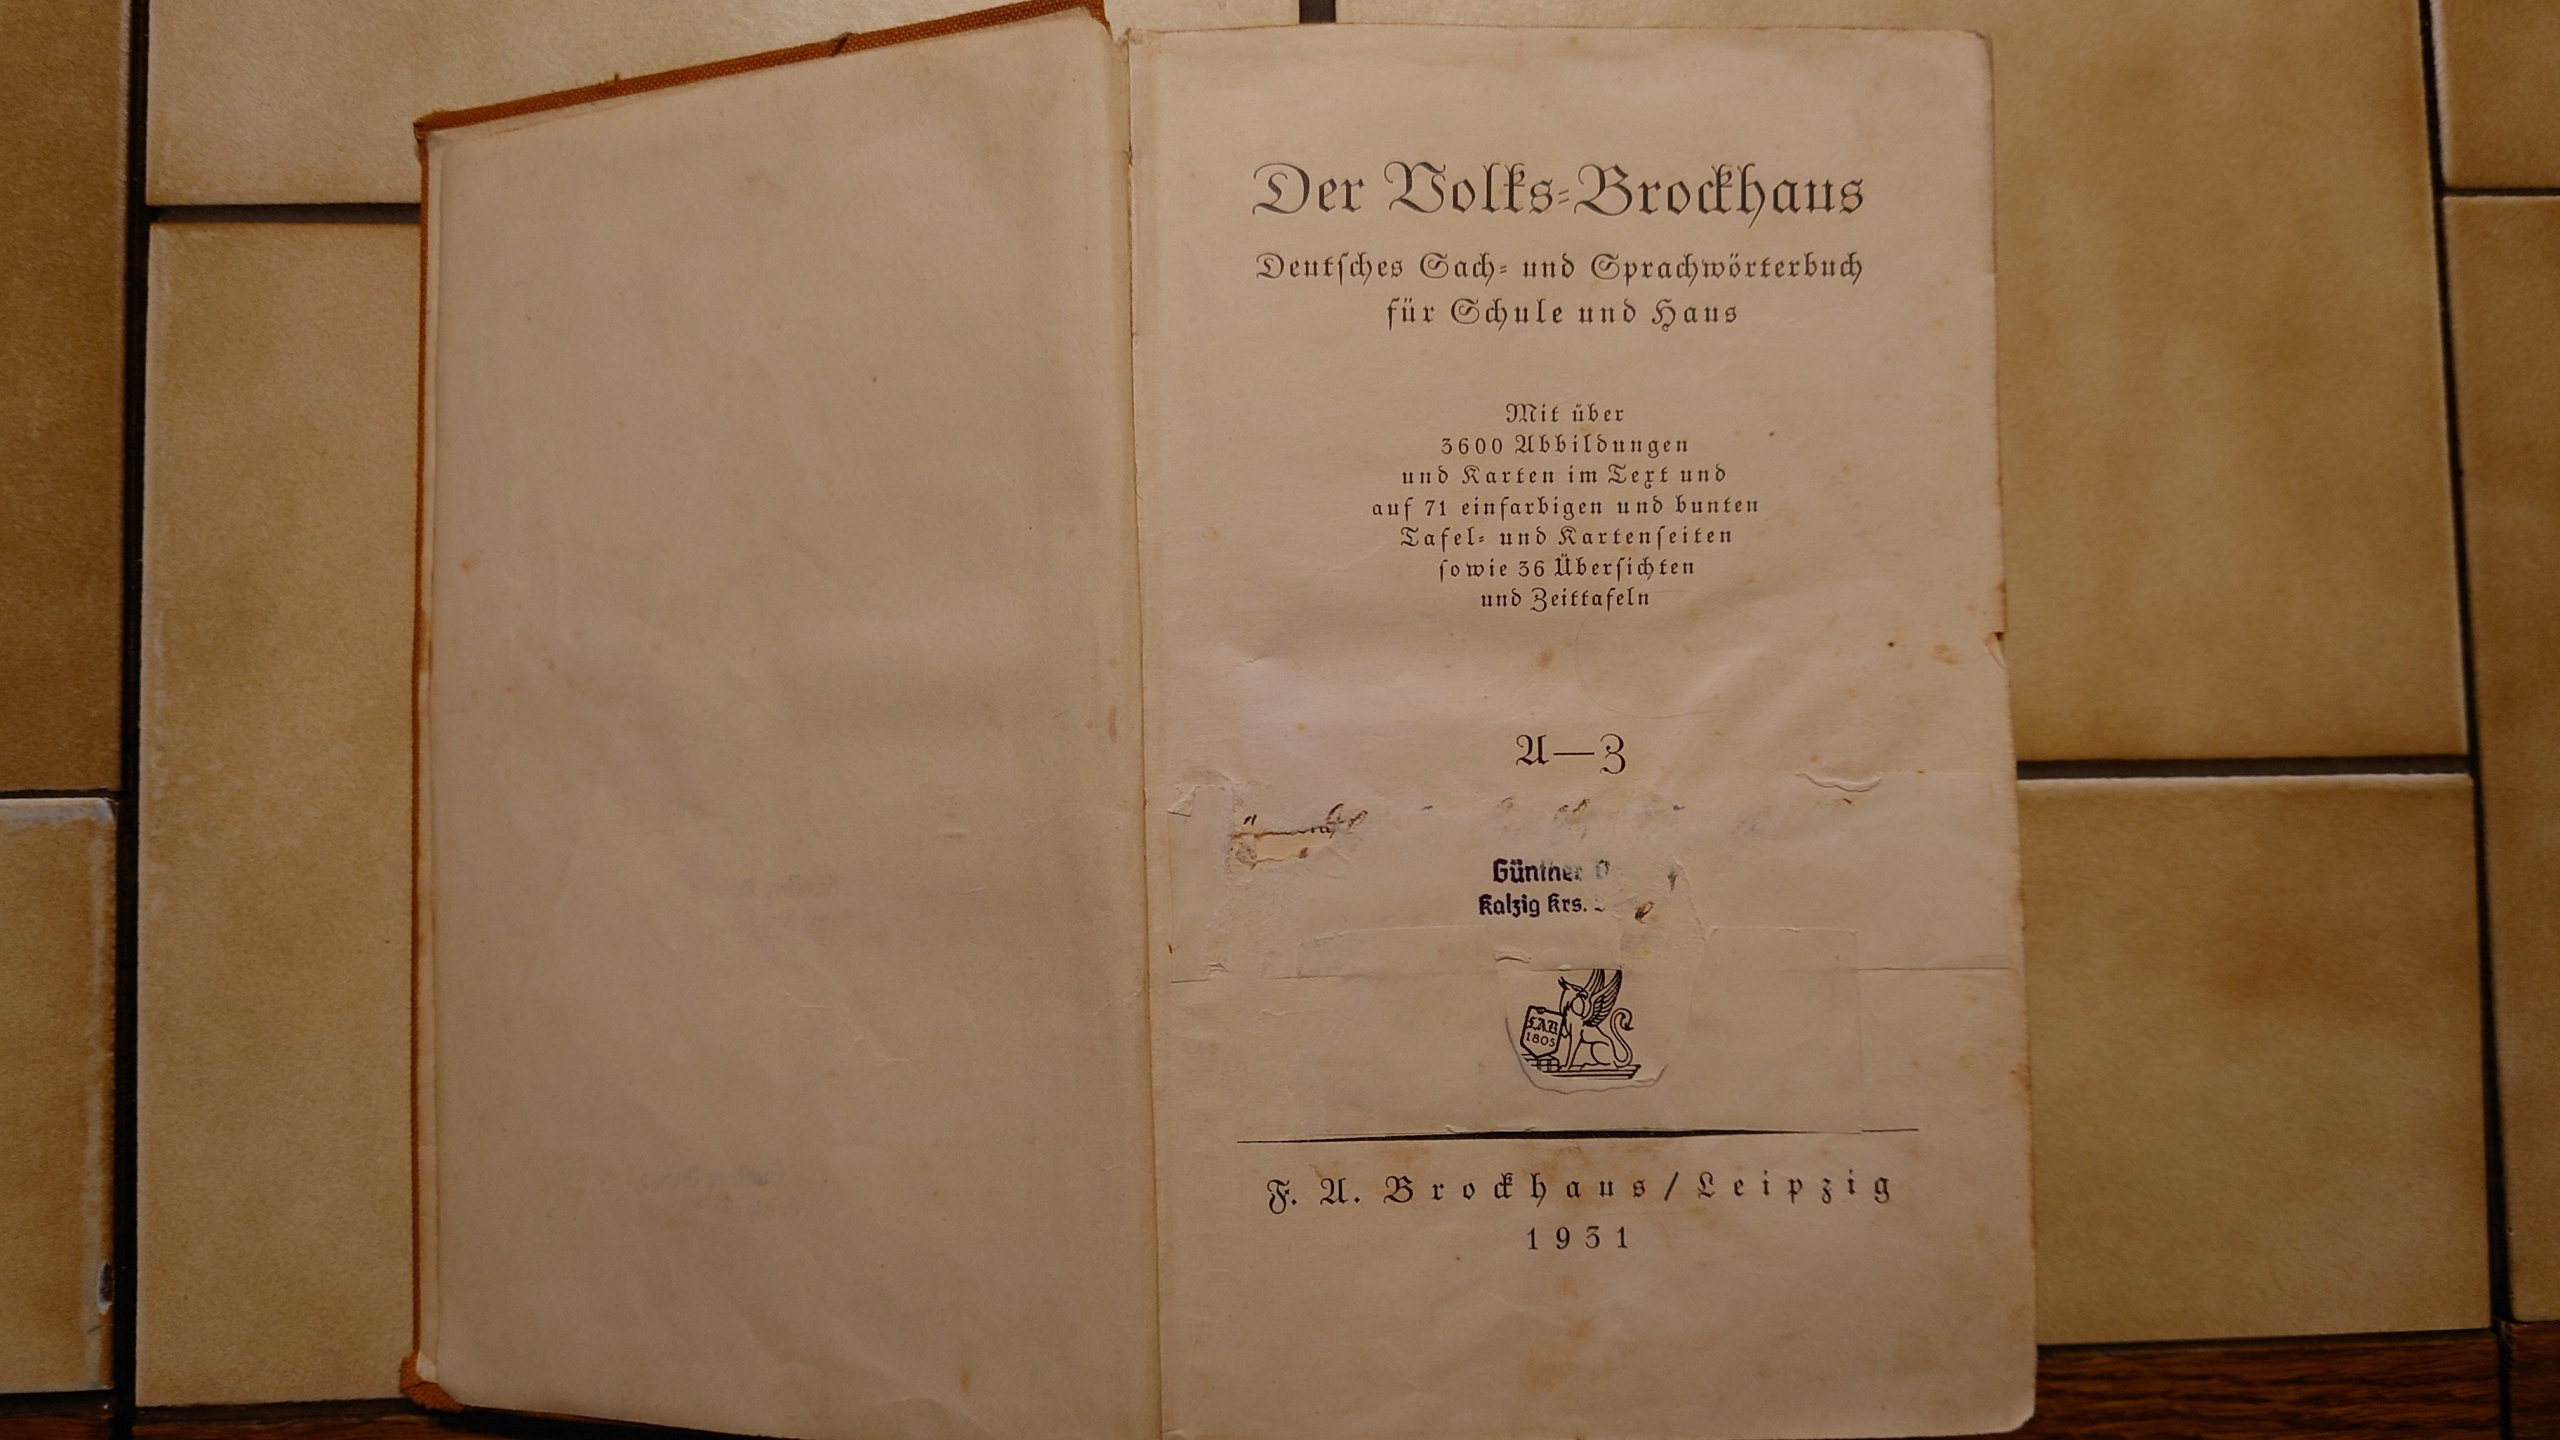 Der Volks-Brockhaus
Deutsches Sach- und Sprachwörterbuch
für Schule und Haus
Mit über
3600 Abbildungen
und Karten im Text und
auf 71 einfarbigen und bunten
Tafel- und Kartenseiten
sowie 36 Übersichten
und Zeittafeln
A—Z
Günther
Kalzig Krs.
F.A.B
1805
F. A. Brockhaus / Leipzig
1931